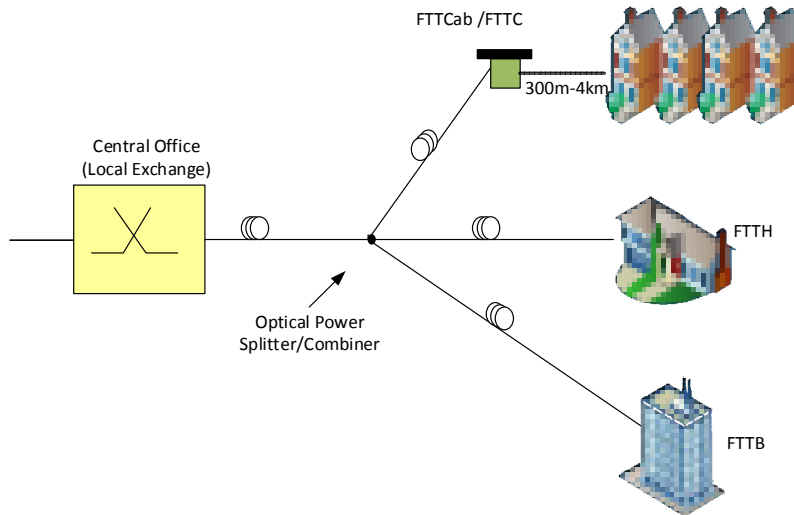 FTTCab /FTTC
300m-4km
Central Office
(Local Exchange)
FTTH
Optical Power
Splitter/Combiner
FTTB